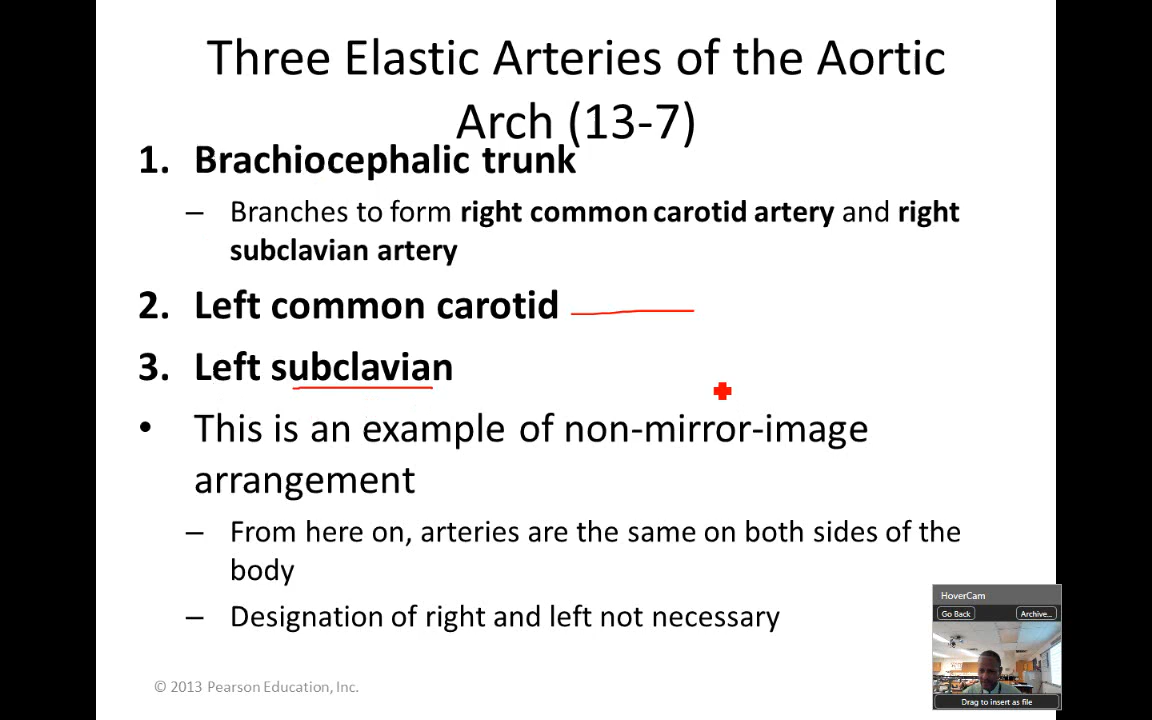 Three Elastic Arteries of the Aortic
Arch (13-7)
1. Brachiocephalic trunk
– Branches to form right common carotid artery and right
subclavian artery
2. Left common carotid
3. Left subclavian
• This is an example of non-mirror-image
arrangement
– From here on, arteries are the same on both sides of the
body
– Designation of right and left not necessary
© 2013 Pearson Education, Inc.
HoverCam
Go Back Archive...
Drag to insert as file